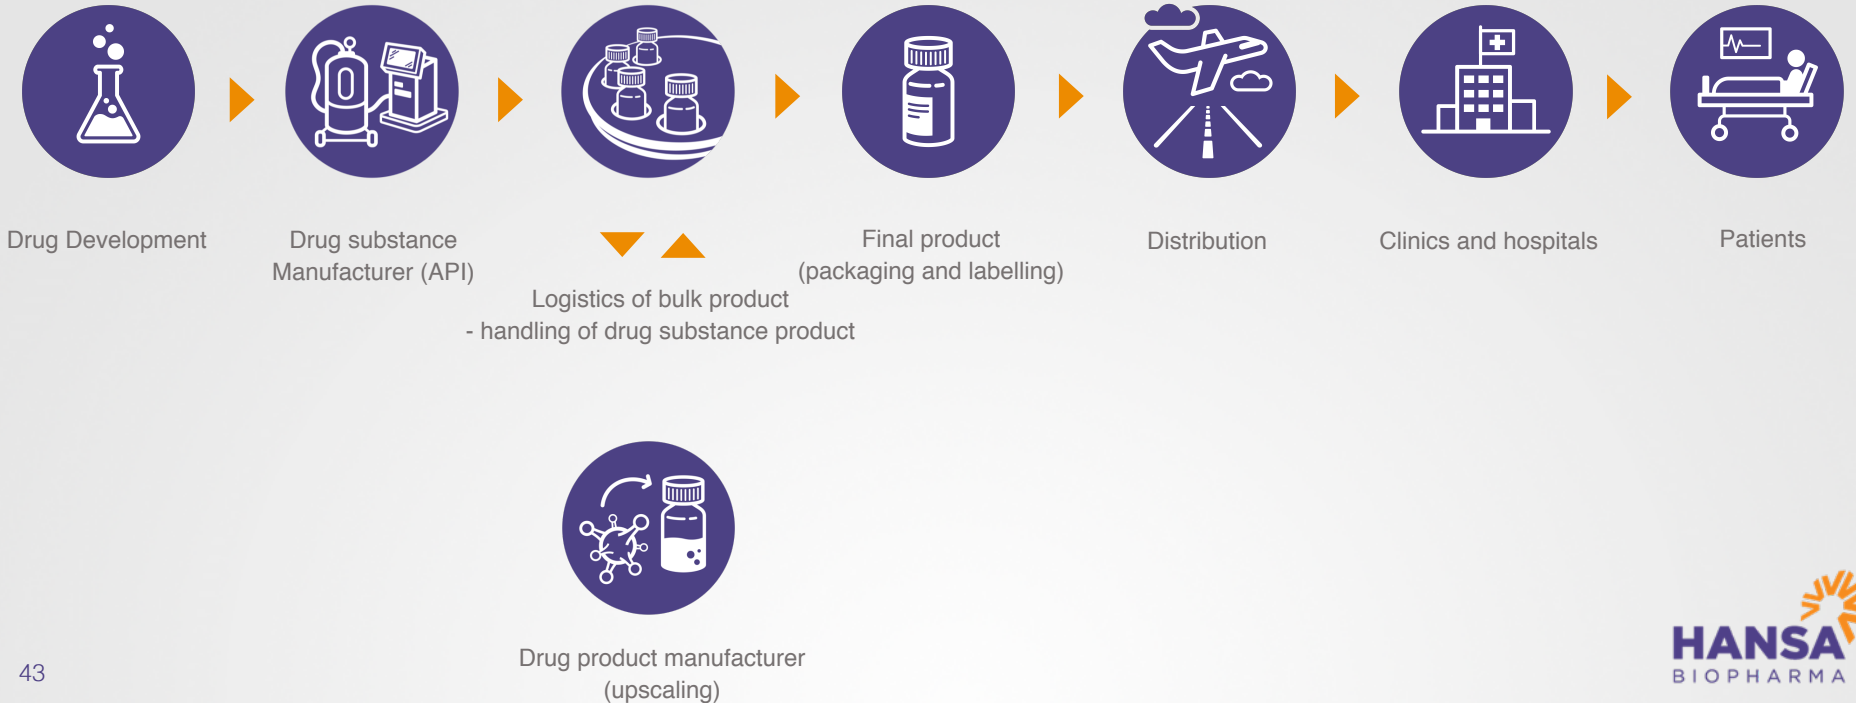 Drug Development
Drug substance
Manufacturer (API)
Logistics of bulk product
- handling of drug substance product
Final product
(packaging and labelling)
Distribution
Clinics and hospitals
Patients
Drug product manufacturer
(upscaling)
43
HANSA
BIOPHARMA